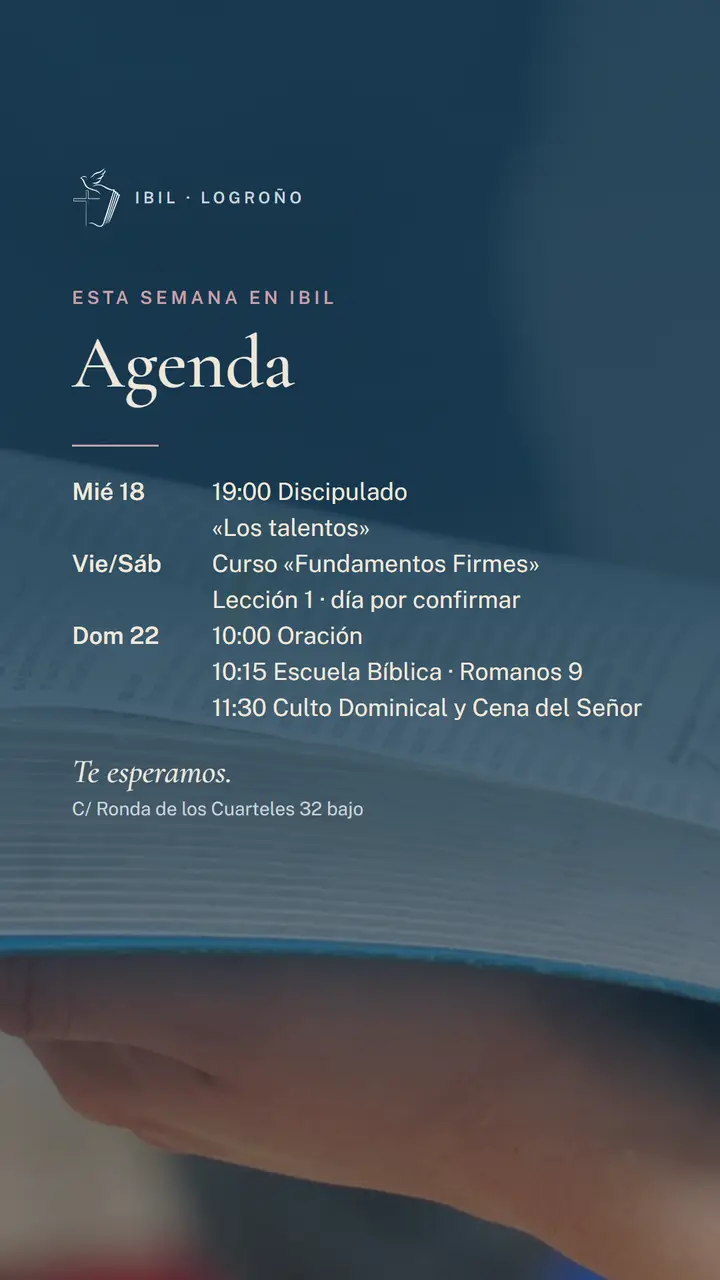 IBIL · LOGROÑO
ESTA SEMANA EN IBIL
Agenda
Mié 18 19:00 Discipulado
«Los talentos»
Vie/Sáb Curso «Fundamentos Firmes»
Lección 1 · día por confirmar
Dom 22 10:00 Oración
10:15 Escuela Bíblica · Romanos 9
11:30 Culto Dominical y Cena del Señor
Te esperamos.
C/ Ronda de los Cuarteles 32 bajo